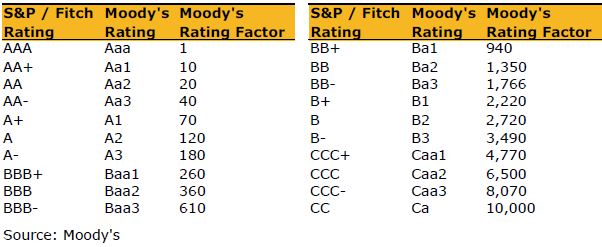 S&P / Fitch Rating Moody's Rating Moody's Rating Factor
AAA Aaa 1
AA+ Aa1 10
AA Aa2 20
AA- Aa3 40
A+ A1 70
A A2 120
A- A3 180
BBB+ Baa1 260
BBB Baa2 360
BBB- Baa3 610
S&P / Fitch Rating Moody's Rating Moody's Rating Factor
BB+ Ba1 940
BB Ba2 1,350
BB- Ba3 1,766
B+ B1 2,220
B B2 2,720
B- B3 3,490
CCC+ Caa1 4,770
CCC Caa2 6,500
CCC- Caa3 8,070
CC Ca 10,000
Source: Moody's